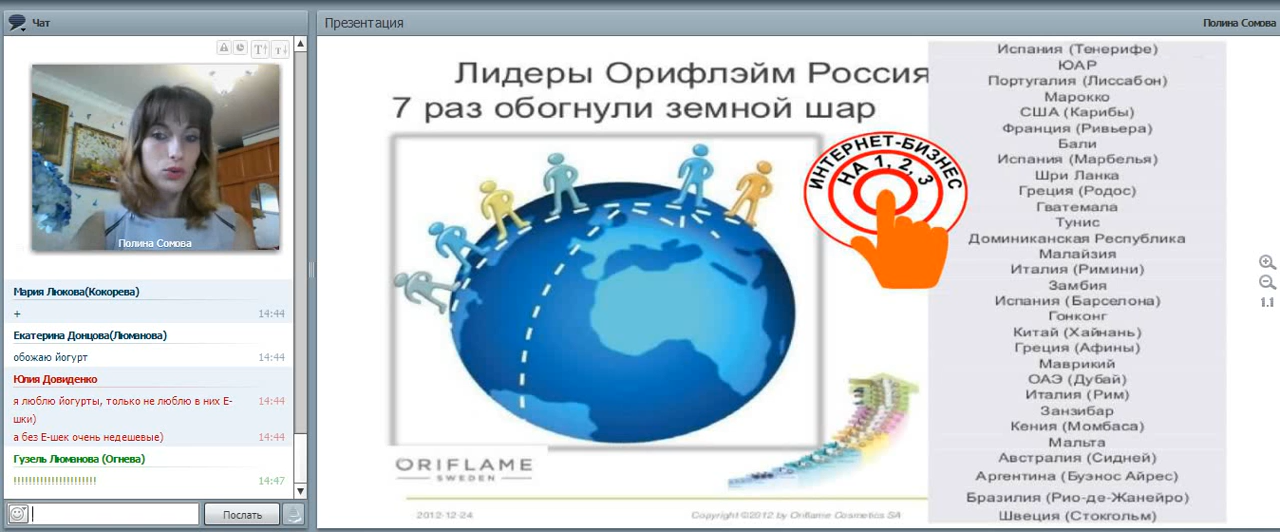 Чат
Презентация
Полина Сомова
T↑ T↓
Полина Сомова
Мария Люкова(Кокорева)
+
14:44
Екатерина Донцова(Люманова)
обожаю йогурт
14:44
Юлия Довиденко
я люблю йогурты, только не люблю в них Е-
14:44
шки)
а без Е-шек очень недешевые)
14:44
Гузель Люманова (Огнева)
!!!!!!!!!!!!!!!!!!!!!!
14:47
Послать
Лидеры Орифлэйм Россия
7 раз обогнули земной шар
ИНТЕРНЕТ-БИЗНЕС
НА 1, 2, 3
ORIFLAME
SWEDEN
2012-12-24
Copyright ©2012 by Oriflame Cosmetics SA
Испания (Тенерифе)
ЮАР
Португалия (Лиссабон)
Марокко
США (Карибы)
Франция (Ривьера)
Бали
Испания (Марбелья)
Шри Ланка
Греция (Родос)
Гватемала
Тунис
Доминиканская Республика
Малайзия
Италия (Римини)
Замбия
Испания (Барселона)
Гонконг
Китай (Хайнань)
Греция (Афины)
Маврикий
ОАЭ (Дубай)
Италия (Рим)
Занзибар
Кения (Момбаса)
Мальта
Австралия (Сидней)
Аргентина (Буэнос Айрес)
Бразилия (Рио-де-Жанейро)
Швеция (Стокгольм)
1.1